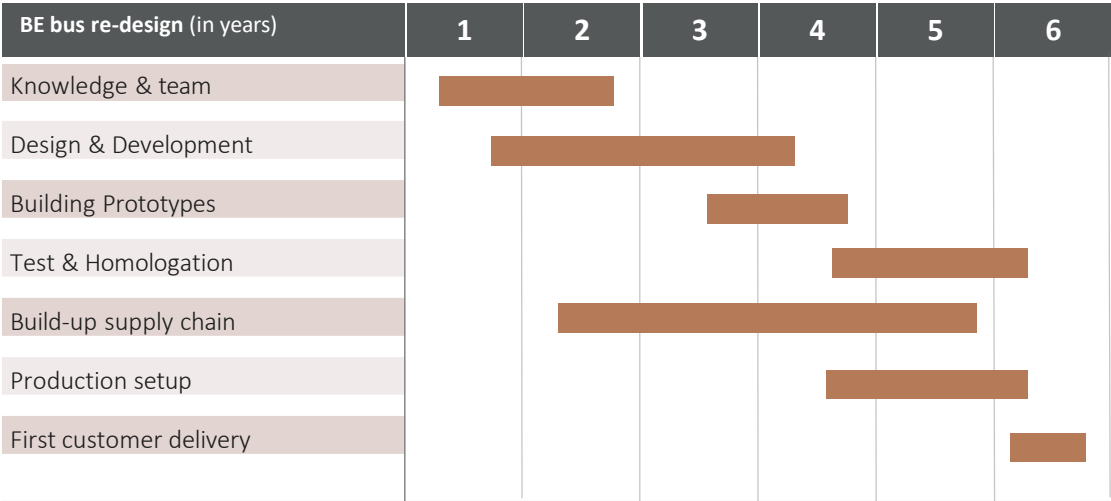 BE bus re-design (in years) 1 2 3 4 5 6
Knowledge & team
Design & Development
Building Prototypes
Test & Homologation
Build-up supply chain
Production setup
First customer delivery